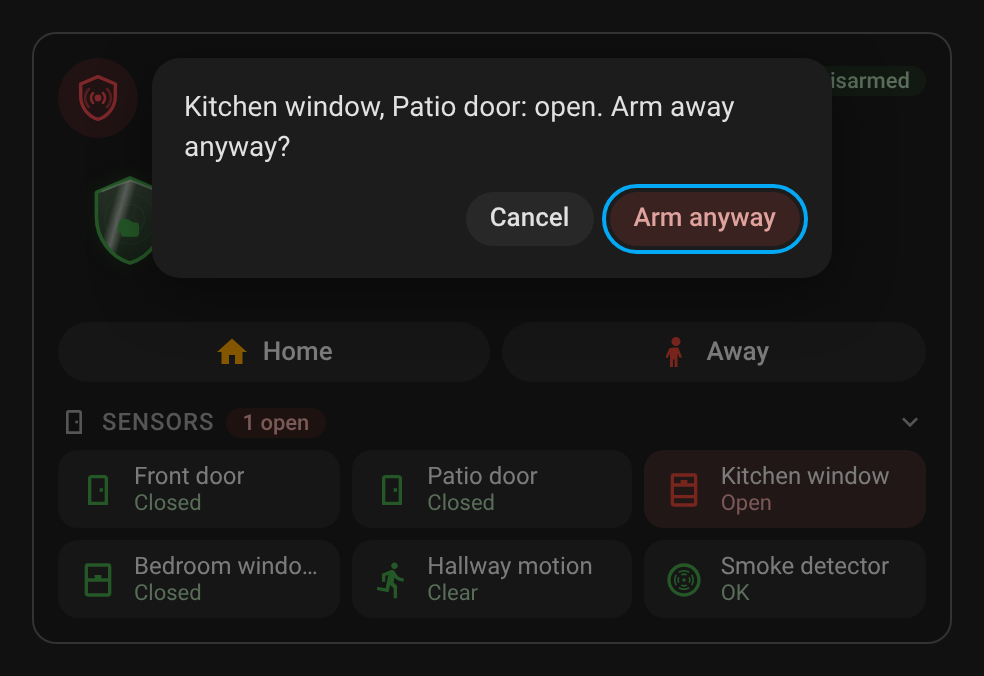 isarmed
Kitchen window, Patio door: open. Arm away
anyway?
Cancel
Arm anyway
Home
Away
SENSORS
1 open
Front door
Closed
Patio door
Closed
Kitchen window
Open
Bedroom windo…
Closed
Hallway motion
Clear
Smoke detector
OK